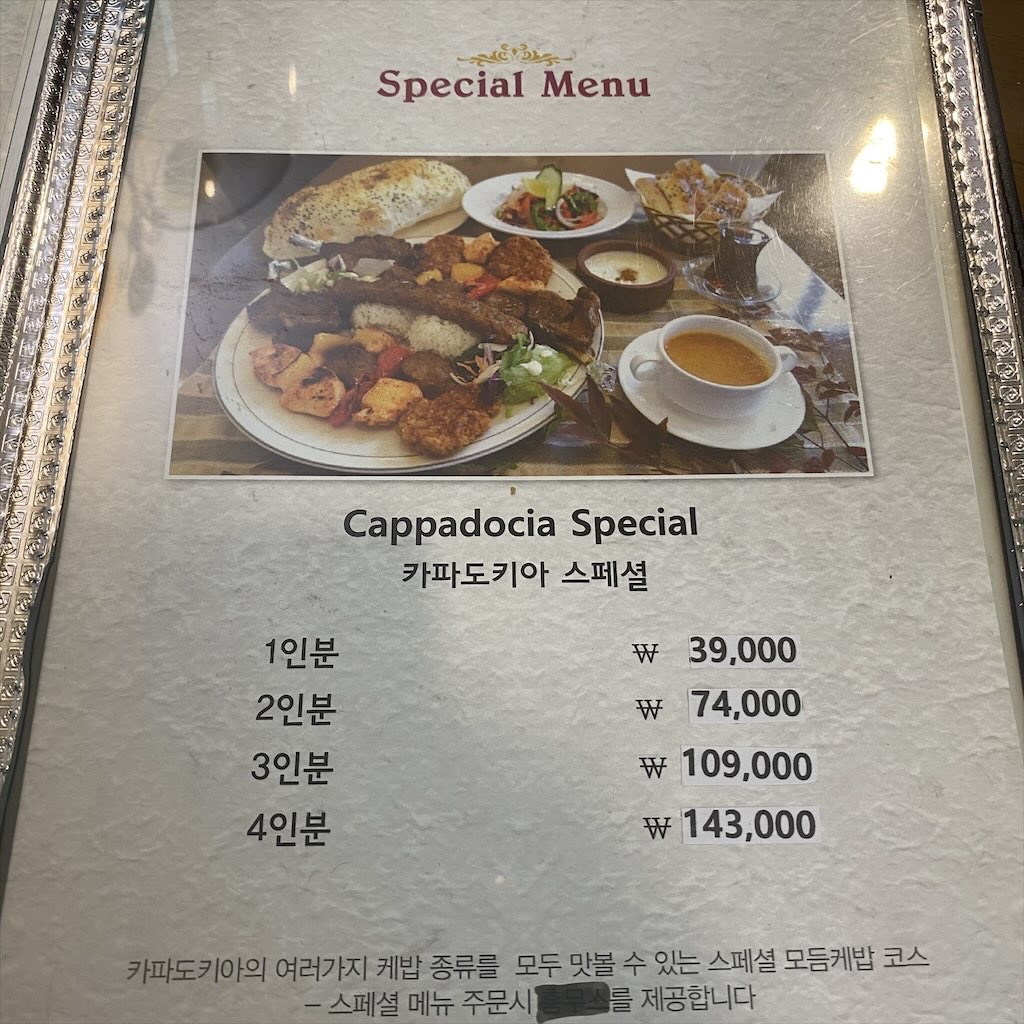 Special Menu
Cappadocia Special
카파도키아 스페셜
1인분 ₩ 39,000
2인분 ₩ 74,000
3인분 ₩ 109,000
4인분 ₩ 143,000
카파도키아의 여러가지 케밥 종류를 모두 맛볼 수 있는 스페셜 모듬케밥 코스
– 스페셜 메뉴 주문시 를 제공합니다